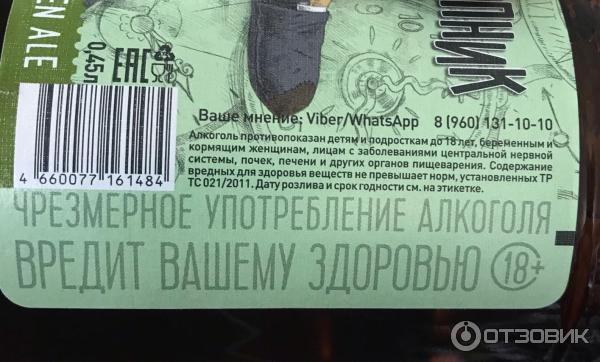 EN ALE
0,45л
ЕАС
ДНИК
10
Ваше мнение: Viber/WhatsApp 8 (960) 131-10-10
Алкоголь противопоказан детям и подросткам до 18 лет, беременным и
кормящим женщинам, лицам с заболеваниями центральной нервной
системы, почек, печени и других органов пищеварения. Содержание
вредных для здоровья веществ не превышает норм, установленных ТР
ТС 021/2011. Дату розлива и срок годности см. на этикетке.
4 660077 161484
ЧРЕЗМЕРНОЕ УПОТРЕБЛЕНИЕ АЛКОГОЛЯ
ВРЕДИТ ВАШЕМУ ЗДОРОВЬЮ 18+
ОТЗОВИК